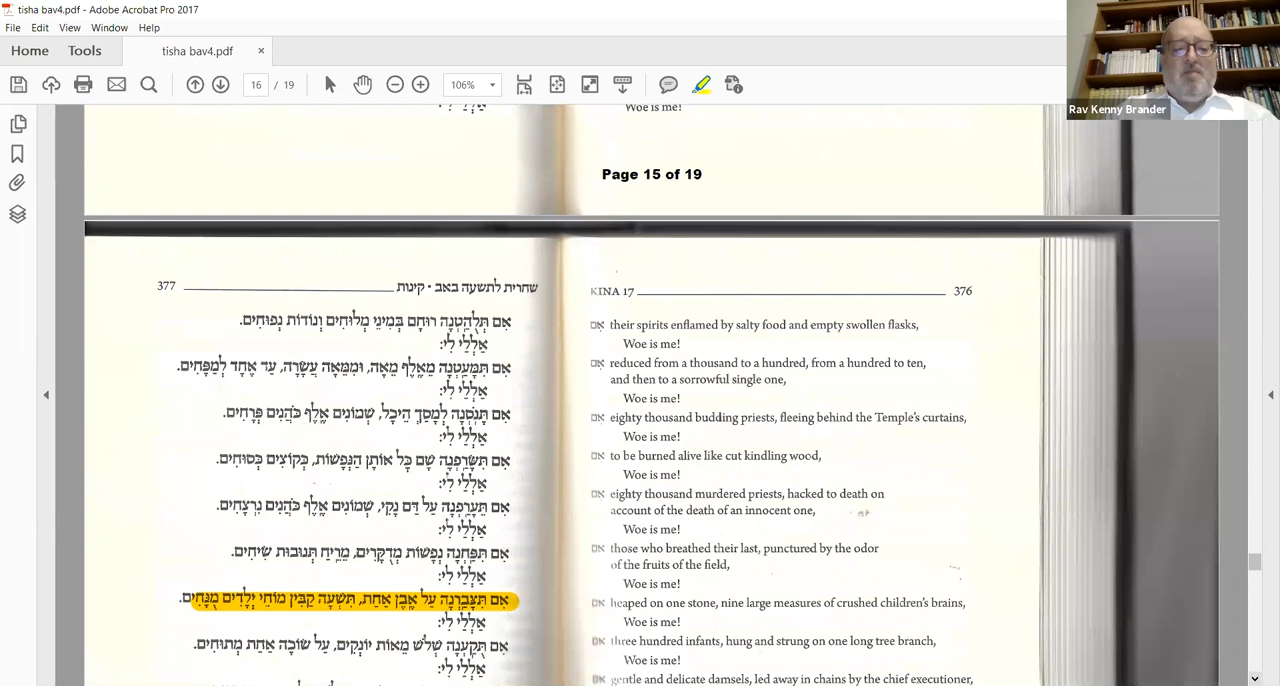 tisha bav4.pdf - Adobe Acrobat Pro 2017
File Edit View Window Help
Home Tools tisha bav4.pdf ×
16 / 19 106%
Rav Kenny Brander
אַלְלַי לִי:
Woe is me!
Page 15 of 19
377 שחרית לתשעה באב • קינות
אִם תְּלֻהֲטְנָה רוּחָם בְּמִינֵי מְלוּחִים וְנוֹדוֹת נְפוּחִים.
אַלְלַי לִי:
אִם תְּמֻעֲטְנָה מֵאֶלֶף מֵאָה, וּמִמֵּאָה עֲשָׂרָה, עַד אֶחָד לְמַפָּחִים.
אַלְלַי לִי:
אִם תְּנֻסְנָה לְמָסַךְ הֵיכָל, שְׁמוֹנִים אֶלֶף כֹּהֲנִים פְּרָחִים.
אַלְלַי לִי:
אִם תִּשָּׂרַפְנָה שָׁם כָּל אוֹתָן הַנְּפָשׁוֹת, כְּקוֹצִים כְּסוּחִים.
אַלְלַי לִי:
אִם תֵּעָרַפְנָה עַל דַּם נָקִי, שְׁמוֹנִים אֶלֶף כֹּהֲנִים נִרְצָחִים.
אַלְלַי לִי:
אִם תִּפַּחְנָה נְפָשׁוֹת מְדֻקָּרִים, מֵרֵיחַ תְּנוּבוֹת שִׂיחִים.
אַלְלַי לִי:
אִם תִּצָּבַרְנָה עַל אֶבֶן אַחַת, תִּשְׁעָה קַבִּין מוֹחֵי יְלָדִים מֻנָּחִים.
אַלְלַי לִי:
אִם תֻּקַעְנָה שְׁלֹשׁ מֵאוֹת יוֹנְקִים, עַל שׂוֹכָה אַחַת מְתוּחִים.
אַלְלַי לִי:
KINA 17 376
אִם their spirits enflamed by salty food and empty swollen flasks,
Woe is me!
אִם reduced from a thousand to a hundred, from a hundred to ten,
and then to a sorrowful single one,
Woe is me!
אִם eighty thousand budding priests, fleeing behind the Temple's curtains,
Woe is me!
אִם to be burned alive like cut kindling wood,
Woe is me!
אִם eighty thousand murdered priests, hacked to death on
account of the death of an innocent one,
Woe is me!
אִם those who breathed their last, punctured by the odor
of the fruits of the field,
Woe is me!
אִם heaped on one stone, nine large measures of crushed children's brains,
Woe is me!
אִם three hundred infants, hung and strung on one long tree branch,
Woe is me!
אִם gentle and delicate damsels, led away in chains by the chief executioner,